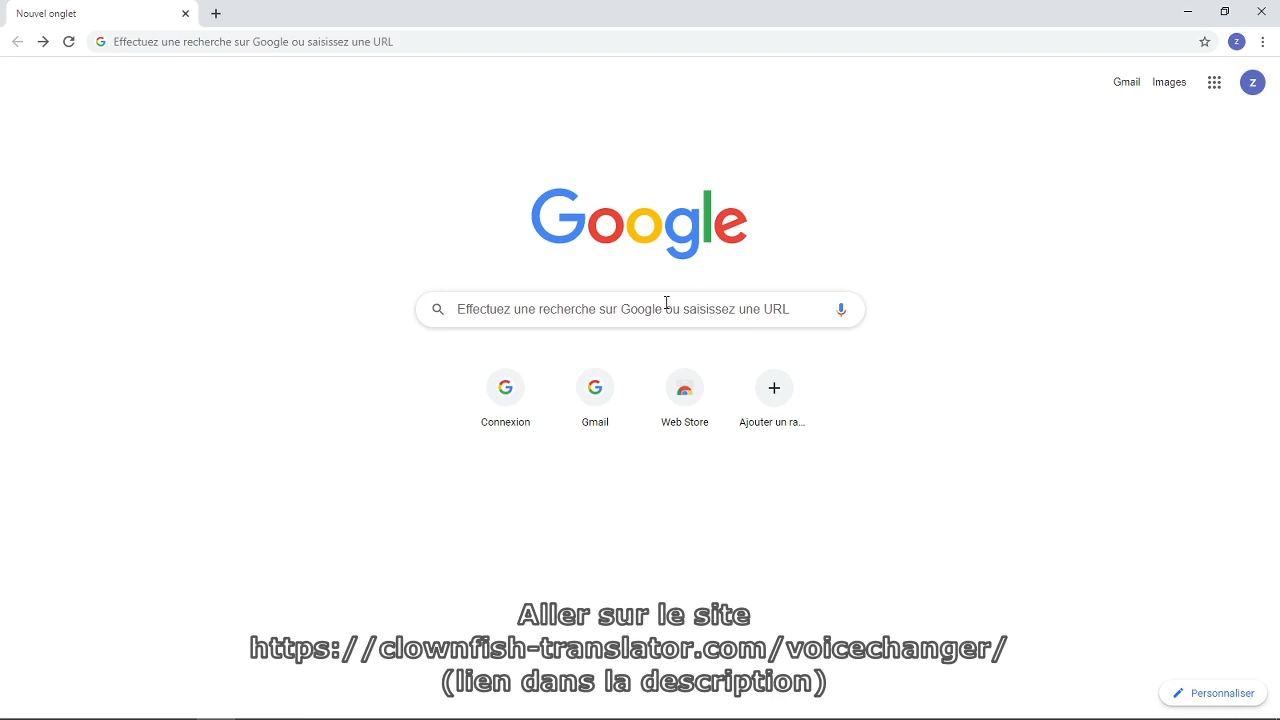 Nouvel onglet
Effectuez une recherche sur Google ou saisissez une URL
z
Gmail Images z
Google
Effectuez une recherche sur Google ou saisissez une URL
Connexion Gmail Web Store Ajouter un ra...
Aller sur le site
https://clownfish-translator.com/voicechanger/
(lien dans la description)
Personnaliser